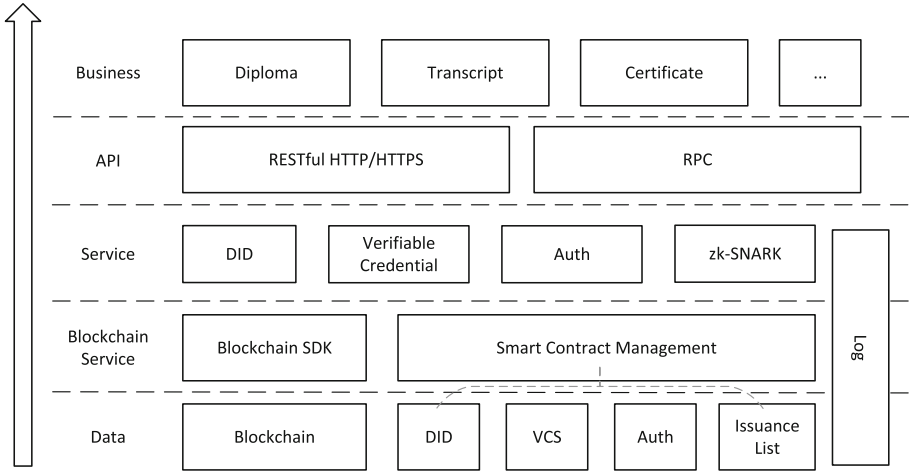 Business
Diploma
Transcript
Certificate
...
API
RESTful HTTP/HTTPS
RPC
Service
DID
Verifiable
Credential
Auth
zk-SNARK
Log
Blockchain
Service
Blockchain SDK
Smart Contract Management
Data
Blockchain
DID
VCS
Auth
Issuance
List